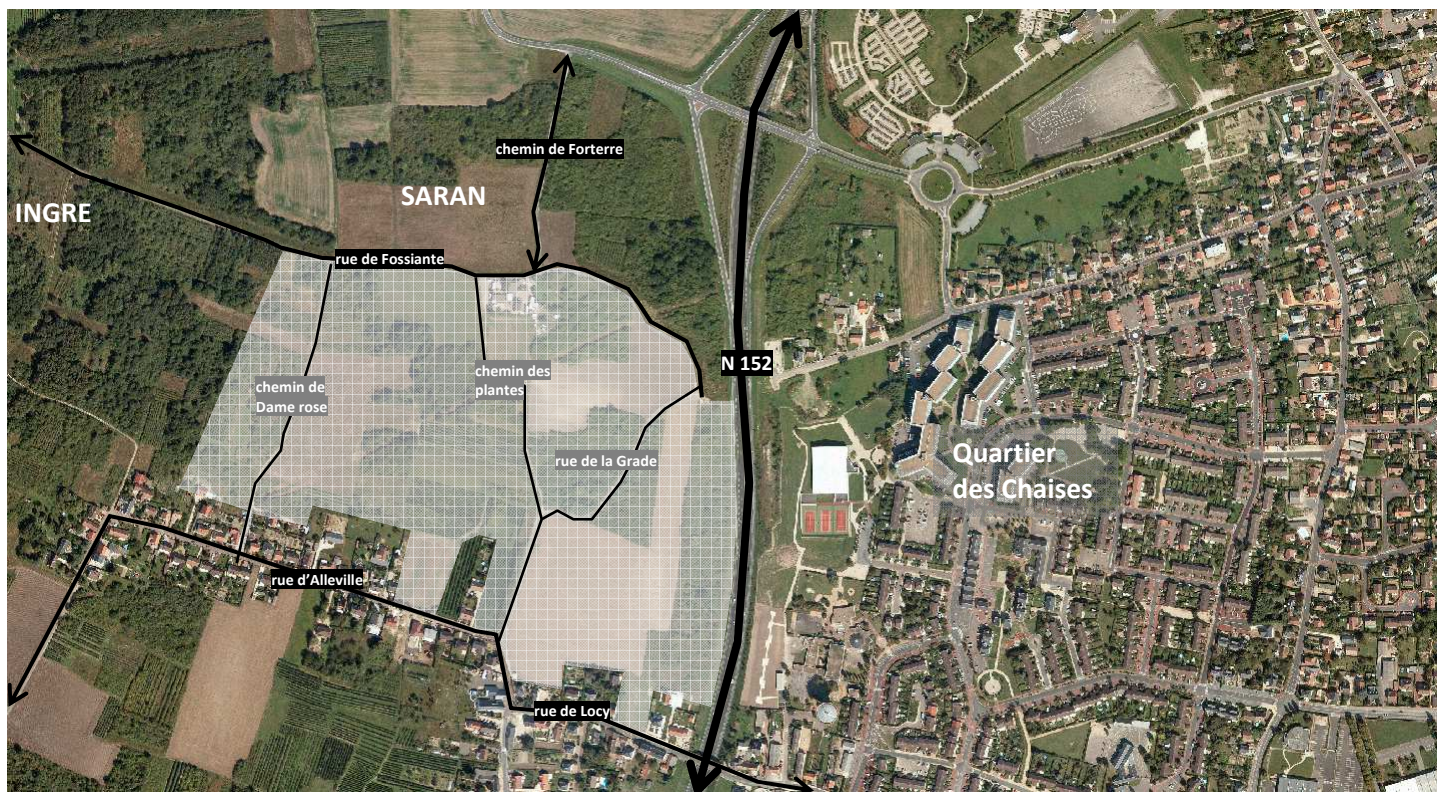 chemin de Forterre
SARAN
INGRE
rue de Fossiante
N 152
chemin des
plantes
chemin de
Dame rose
rue de la Grade
Quartier
des Chaises
rue d'Alleville
rue de Locy